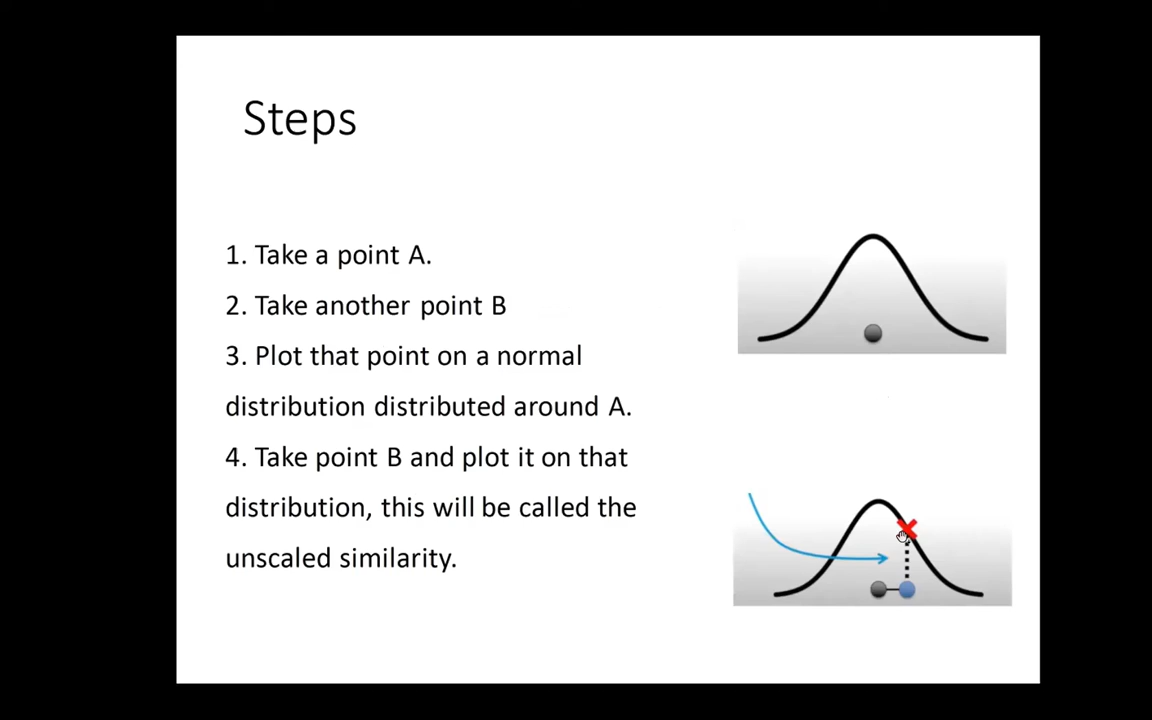 Steps
1. Take a point A.
2. Take another point B
3. Plot that point on a normal
distribution distributed around A.
4. Take point B and plot it on that
distribution, this will be called the
unscaled similarity.